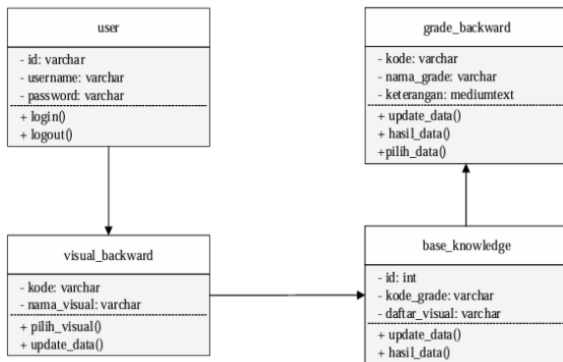 user
- id: varchar
- username: varchar
- password: varchar
+ login()
+ logout()
grade_backward
- kode: varchar
- nama_grade: varchar
- keterangan: mediumtext
+ update_data()
+ hasil_data()
+pilih_data()
visual_backward
- kode: varchar
- nama_visual: varchar
+ pilih_visual()
+ update_data()
base_knowledge
- id: int
- kode_grade: varchar
- daftar_visual: varchar
+ update_data()
+ hasil_data()